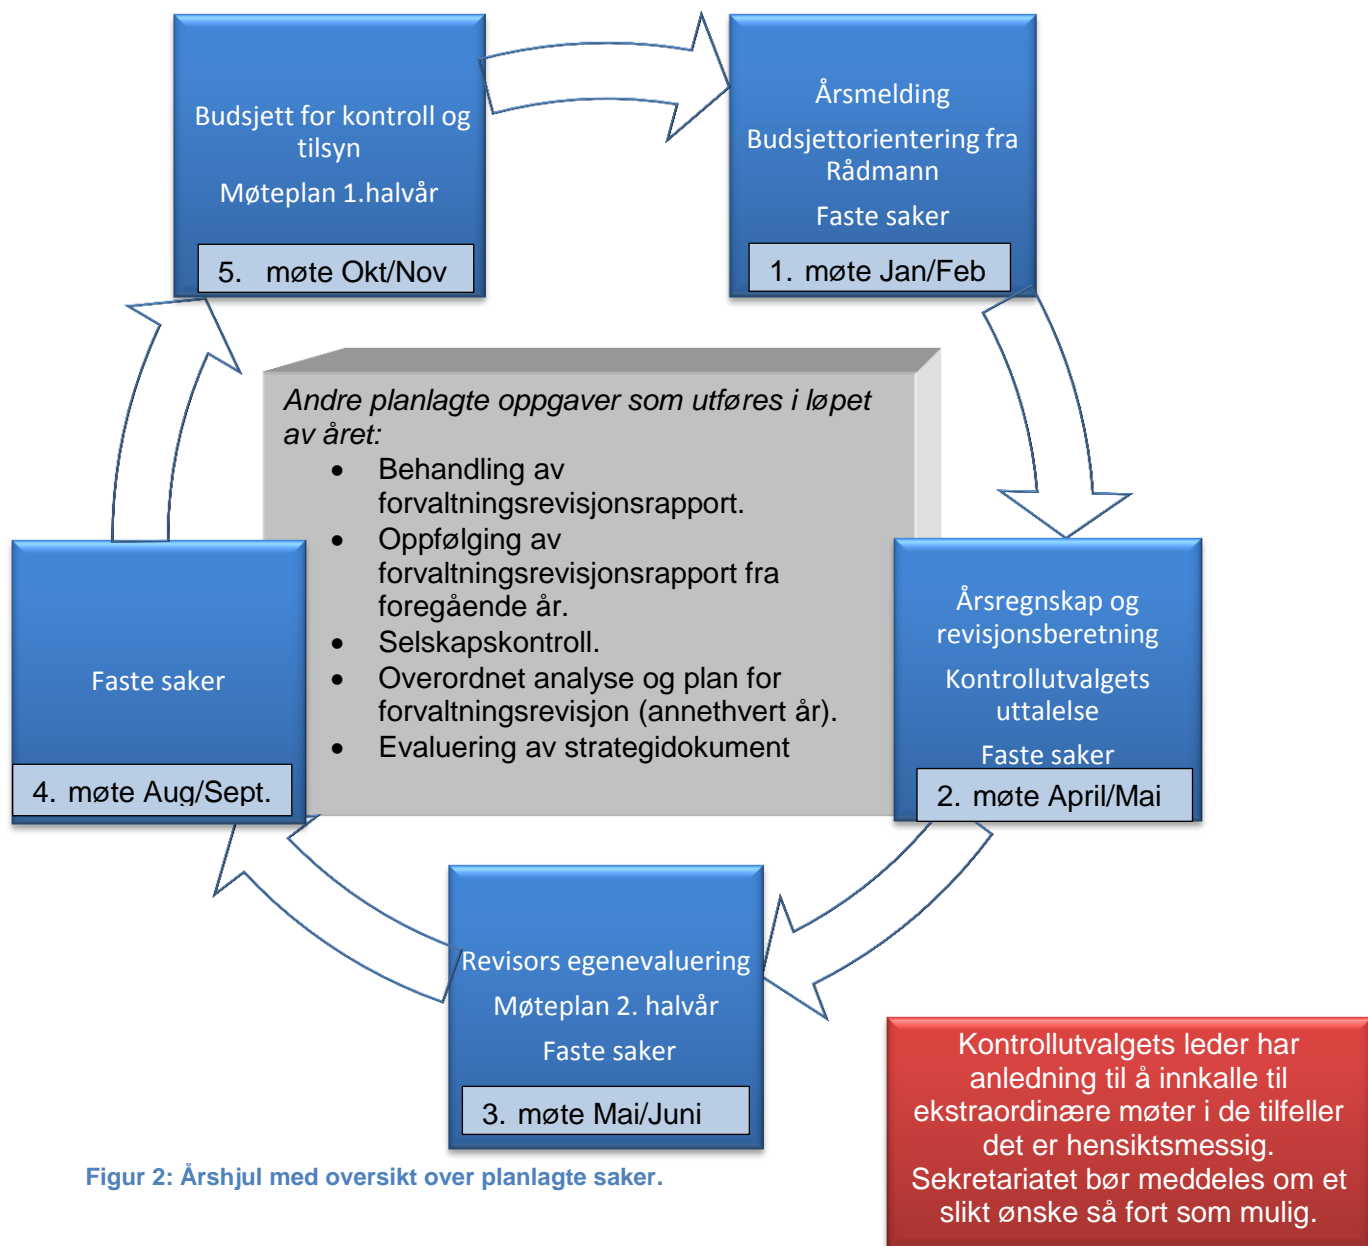 Budsjett for kontroll og
tilsyn
Møteplan 1.halvår
5. møte Okt/Nov
Årsmelding
Budsjettorientering fra
Rådmann
Faste saker
1. møte Jan/Feb
Andre planlagte oppgaver som utføres i løpet
av året:
• Behandling av
forvaltningsrevisjonsrapport.
• Oppfølging av
forvaltningsrevisjonsrapport fra
foregående år.
• Selskapskontroll.
• Overordnet analyse og plan for
forvaltningsrevisjon (annethvert år).
• Evaluering av strategidokument
Årsregnskap og
revisjonsberetning
Kontrollutvalgets
uttalelse
Faste saker
2. møte April/Mai
Faste saker
4. møte Aug/Sept.
Revisors egenevaluering
Møteplan 2. halvår
Faste saker
3. møte Mai/Juni
Kontrollutvalgets leder har
anledning til å innkalle til
ekstraordinære møter i de tilfeller
det er hensiktsmessig.
Sekretariatet bør meddeles om et
slikt ønske så fort som mulig.
Figur 2: Årshjul med oversikt over planlagte saker.